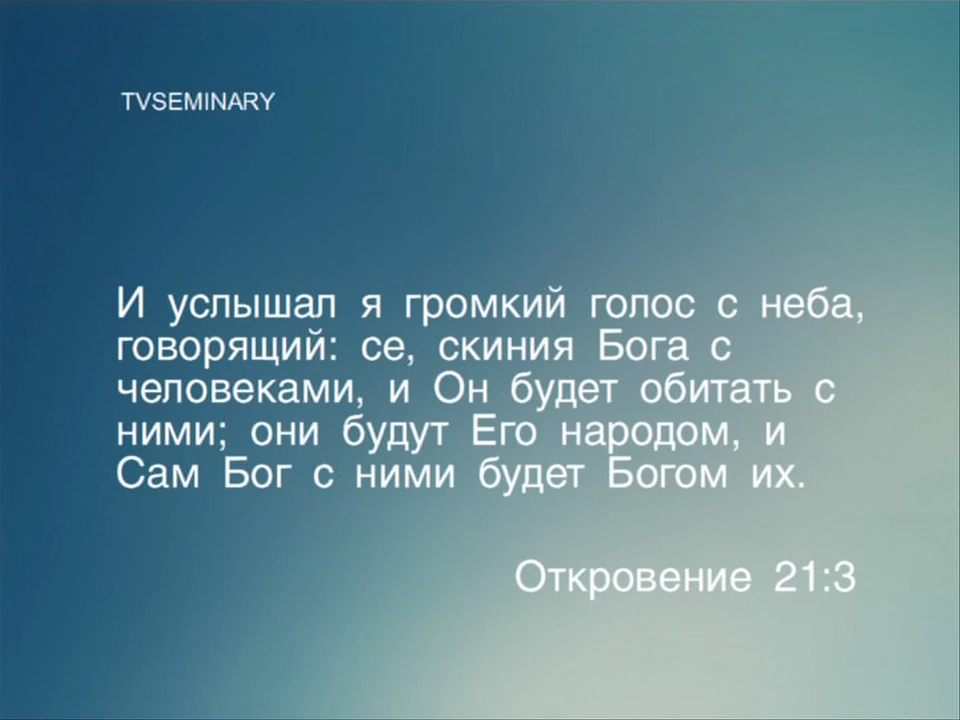 TVSEMINARY
И услышал я громкий голос с неба,
говорящий: се, скиния Бога с
человеками, и Он будет обитать с
ними; они будут Его народом, и
Сам Бог с ними будет Богом их.
Откровение 21:3